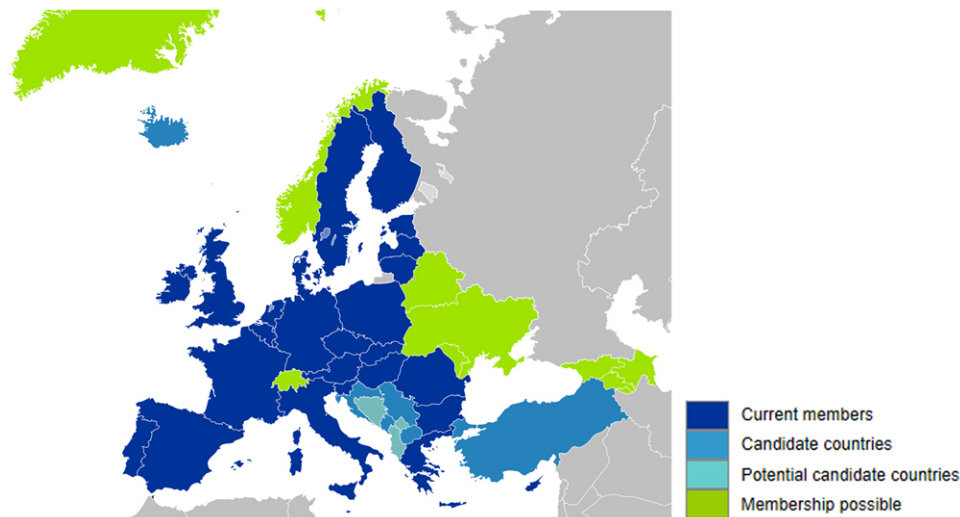 Current members
Candidate countries
Potential candidate countries
Membership possible